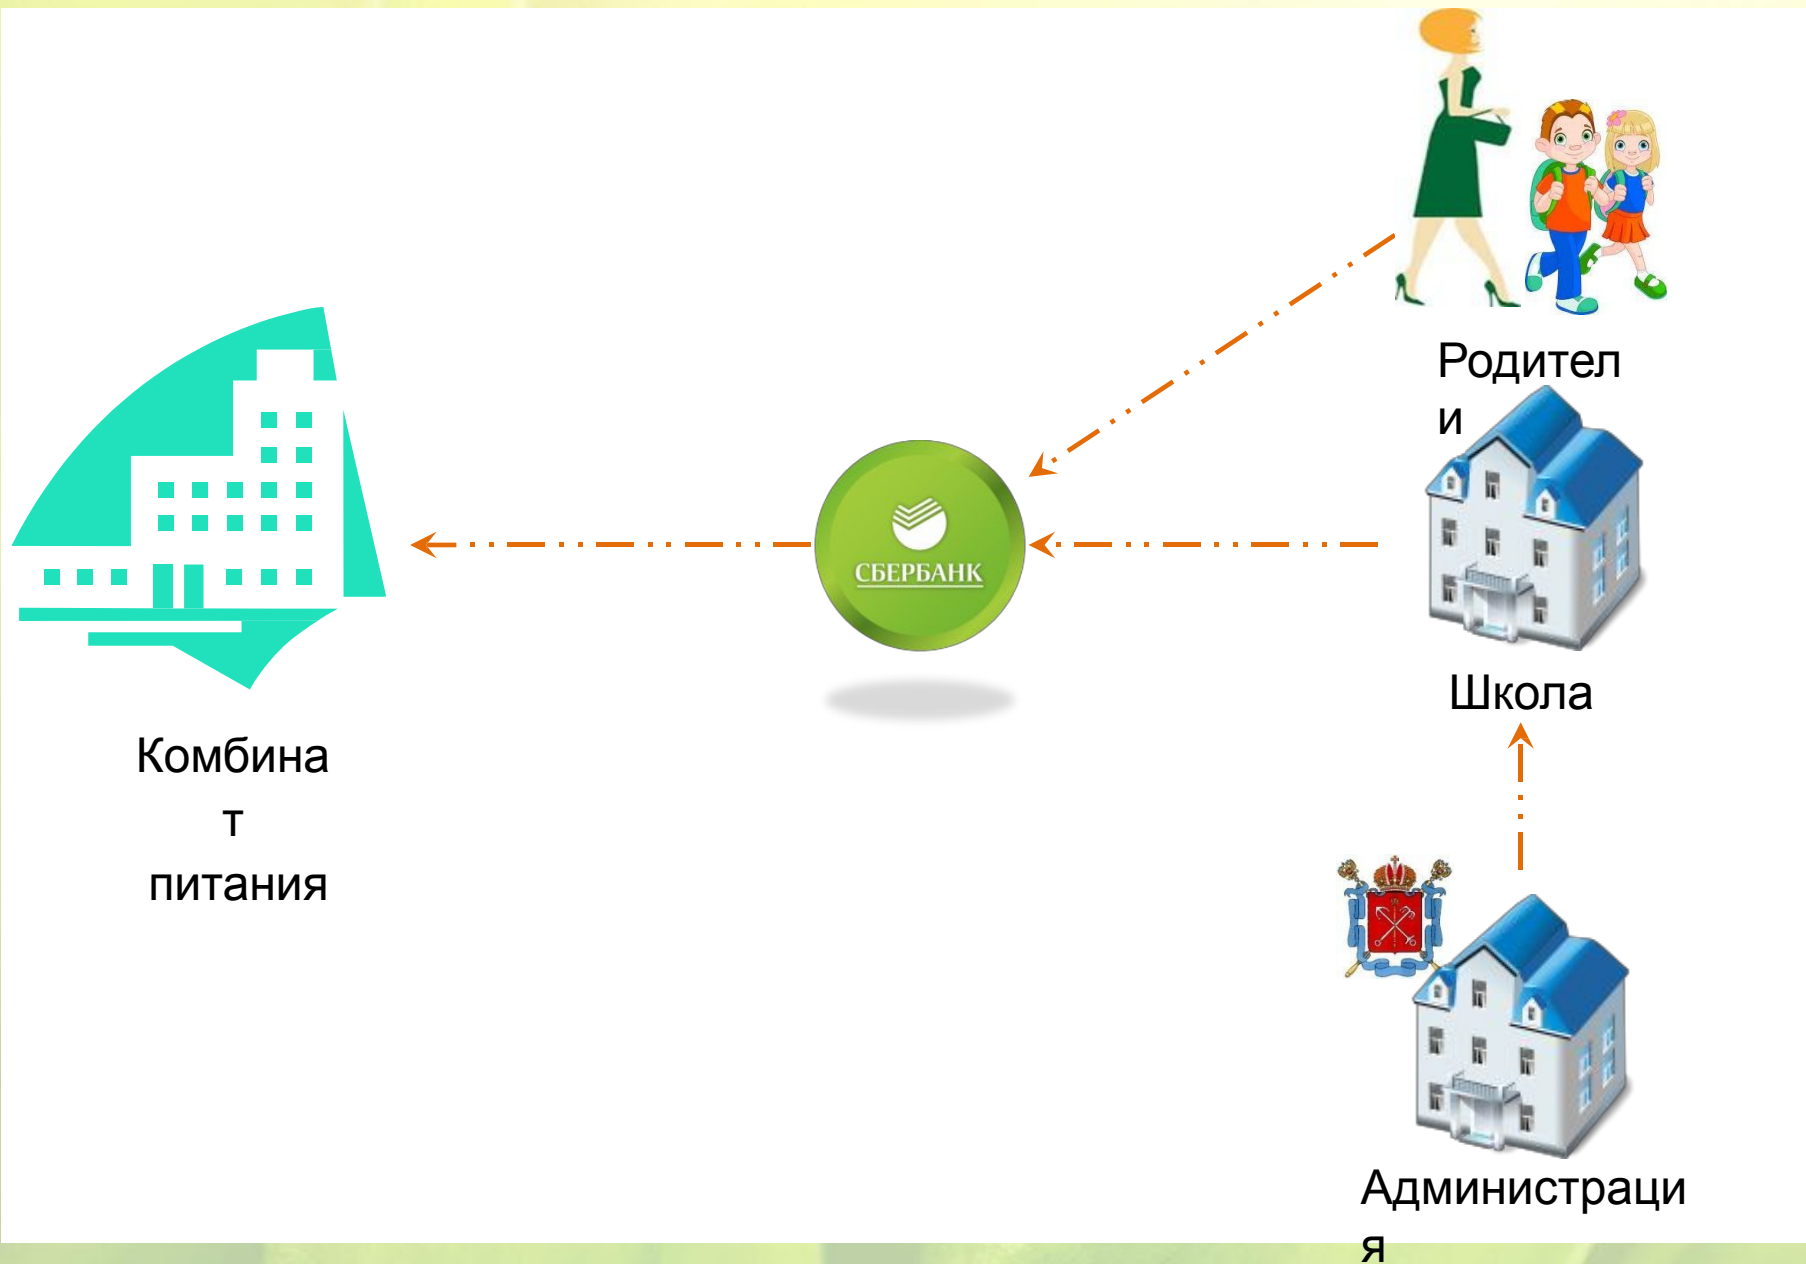 Родител
и
СБЕРБАНК
Школа
Комбина
т
питания
Администраци
я